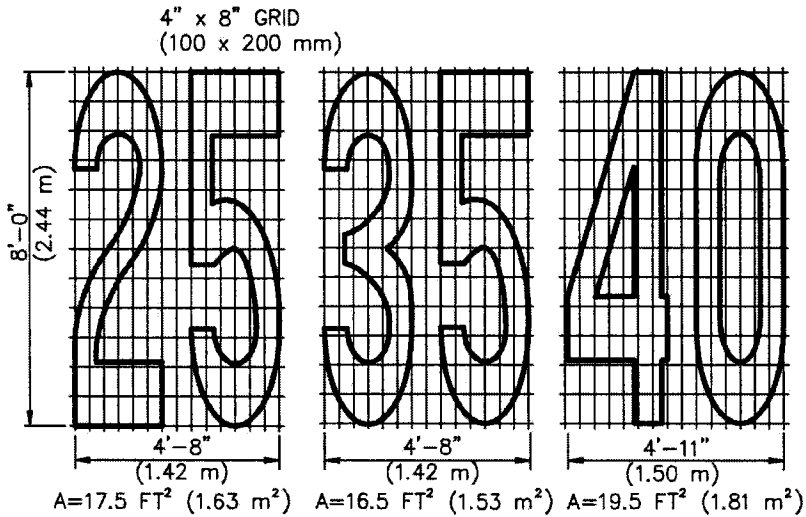 4" x 8" GRID
(100 x 200 mm)
8'-0"
(2.44 m)
25
35
40
4'-8"
(1.42 m)
A=17.5 FT² (1.63 m²)
4'-8"
(1.42 m)
A=16.5 FT² (1.53 m²)
4'-11"
(1.50 m)
A=19.5 FT² (1.81 m²)